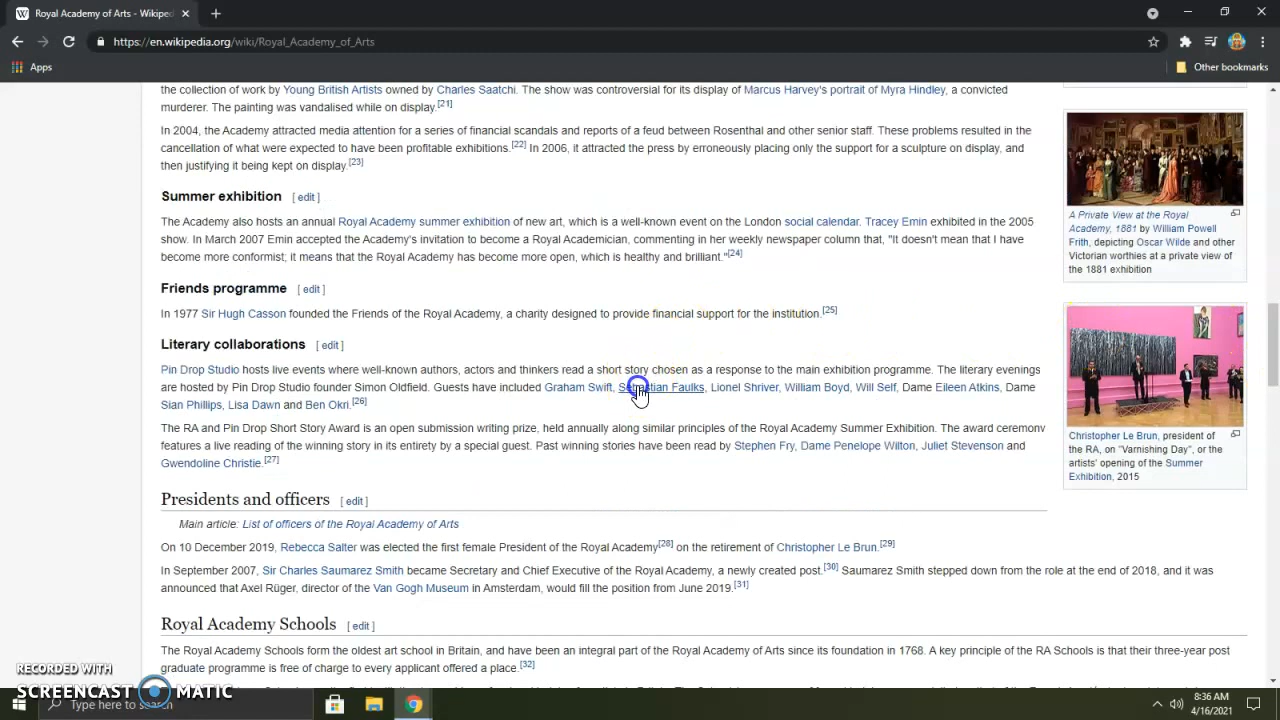 Royal Academy of Arts - Wikiped
https://en.wikipedia.org/wiki/Royal_Academy_of_Arts
Apps
Other bookmarks
the collection of work by Young British Artists owned by Charles Saatchi. The show was controversial for its display of Marcus Harvey's portrait of Myra Hindley, a convicted
murderer. The painting was vandalised while on display.[21]
In 2004, the Academy attracted media attention for a series of financial scandals and reports of a feud between Rosenthal and other senior staff. These problems resulted in the
cancellation of what were expected to have been profitable exhibitions.[22] In 2006, it attracted the press by erroneously placing only the support for a sculpture on display, and
then justifying it being kept on display.[23]
Summer exhibition [ edit ]
The Academy also hosts an annual Royal Academy summer exhibition of new art, which is a well-known event on the London social calendar. Tracey Emin exhibited in the 2005
show. In March 2007 Emin accepted the Academy's invitation to become a Royal Academician, commenting in her weekly newspaper column that, "It doesn't mean that I have
become more conformist; it means that the Royal Academy has become more open, which is healthy and brilliant."[24]
Friends programme [ edit ]
In 1977 Sir Hugh Casson founded the Friends of the Royal Academy, a charity designed to provide financial support for the institution.[25]
Literary collaborations [ edit ]
Pin Drop Studio hosts live events where well-known authors, actors and thinkers read a short story chosen as a response to the main exhibition programme. The literary evenings
are hosted by Pin Drop Studio founder Simon Oldfield. Guests have included Graham Swift, Sebastian Faulks, Lionel Shriver, William Boyd, Will Self, Dame Eileen Atkins, Dame
Sian Phillips, Lisa Dawn and Ben Okri.[26]
The RA and Pin Drop Short Story Award is an open submission writing prize, held annually along similar principles of the Royal Academy Summer Exhibition. The award ceremony
features a live reading of the winning story in its entirety by a special guest. Past winning stories have been read by Stephen Fry, Dame Penelope Wilton, Juliet Stevenson and
Gwendoline Christie.[27]
Presidents and officers [ edit ]
Main article: List of officers of the Royal Academy of Arts
On 10 December 2019, Rebecca Salter was elected the first female President of the Royal Academy[28] on the retirement of Christopher Le Brun.[29]
In September 2007, Sir Charles Saumarez Smith became Secretary and Chief Executive of the Royal Academy, a newly created post.[30] Saumarez Smith stepped down from the role at the end of 2018, and it was
announced that Axel Rüger, director of the Van Gogh Museum in Amsterdam, would fill the position from June 2019.[31]
Royal Academy Schools [ edit ]
The Royal Academy Schools form the oldest art school in Britain, and have been an integral part of the Royal Academy of Arts since its foundation in 1768. A key principle of the RA Schools is that their three-year post
graduate programme is free of charge to every applicant offered a place.[32]
A Private View at the Royal
Academy, 1881 by William Powell
Frith, depicting Oscar Wilde and other
Victorian worthies at a private view of
the 1881 exhibition
Christopher Le Brun, president of
the RA, on "Varnishing Day", or the
artists' opening of the Summer
Exhibition, 2015
RECORDED WITH
SCREENCAST MATIC
Type here to search
8:36 AM
4/16/2021